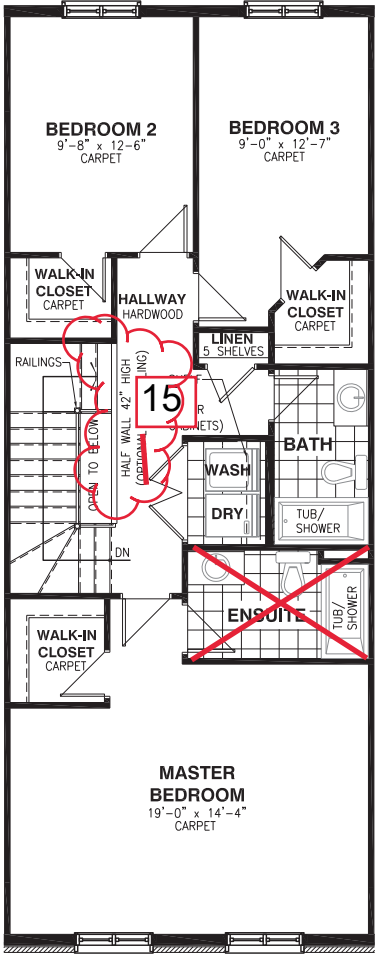 BEDROOM 2
9'-8" x 12-6"
CARPET
BEDROOM 3
9'-0" x 12'-7"
CARPET
WALK-IN
CLOSET
CARPET
HALLWAY
HARDWOOD
WALK-IN
CLOSET
CARPET
LINEN
5 SHELVES
RAILINGS
OPEN TO BELOW
HALF WALL 42" HIGH
15
BATH
WASH
DRY
TUB/
SHOWER
DN
ENSUITE
TUB/
SHOWER
WALK-IN
CLOSET
CARPET
MASTER
BEDROOM
19'-0" x 14'-4"
CARPET